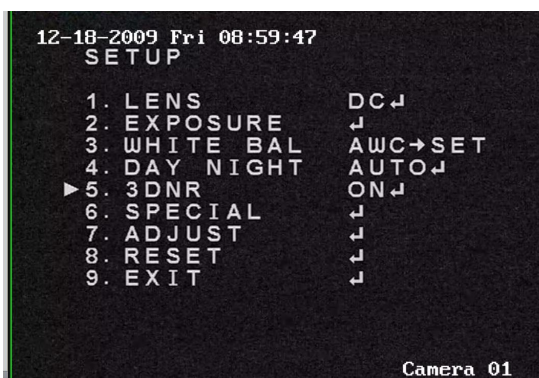 12-18-2009 Fri 08:59:47
SETUP
1. LENS DC↲
2. EXPOSURE ↲
3. WHITE BAL AWC→SET
4. DAY NIGHT AUTO↲
▶5. 3DNR ON↲
6. SPECIAL ↲
7. ADJUST ↲
8. RESET ↲
9. EXIT ↲
Camera 01